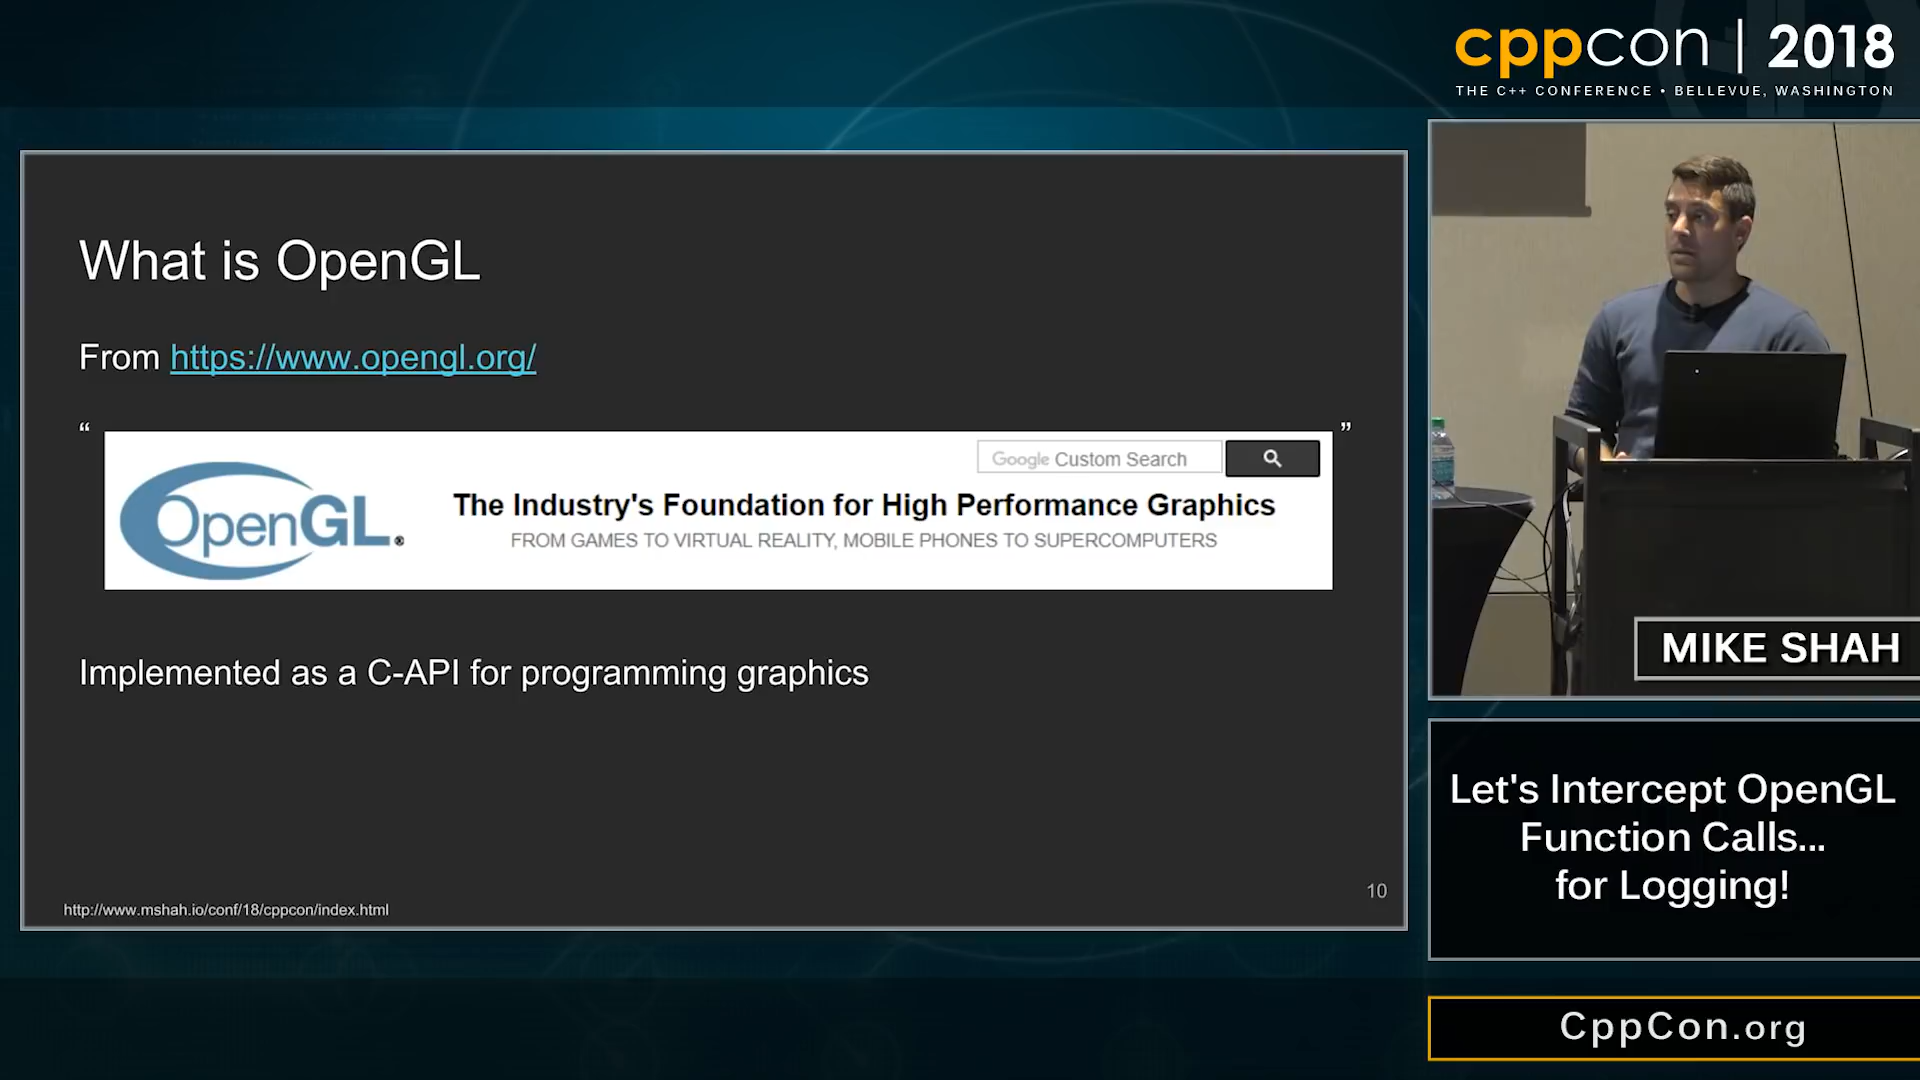 cppcon | 2018
THE C++ CONFERENCE • BELLEVUE, WASHINGTON
What is OpenGL
From https://www.opengl.org/
“
”
Google Custom Search
OpenGL®
The Industry's Foundation for High Performance Graphics
FROM GAMES TO VIRTUAL REALITY, MOBILE PHONES TO SUPERCOMPUTERS
Implemented as a C-API for programming graphics
10
http://www.mshah.io/conf/18/cppcon/index.html
MIKE SHAH
Let's Intercept OpenGL
Function Calls...
for Logging!
CppCon.org